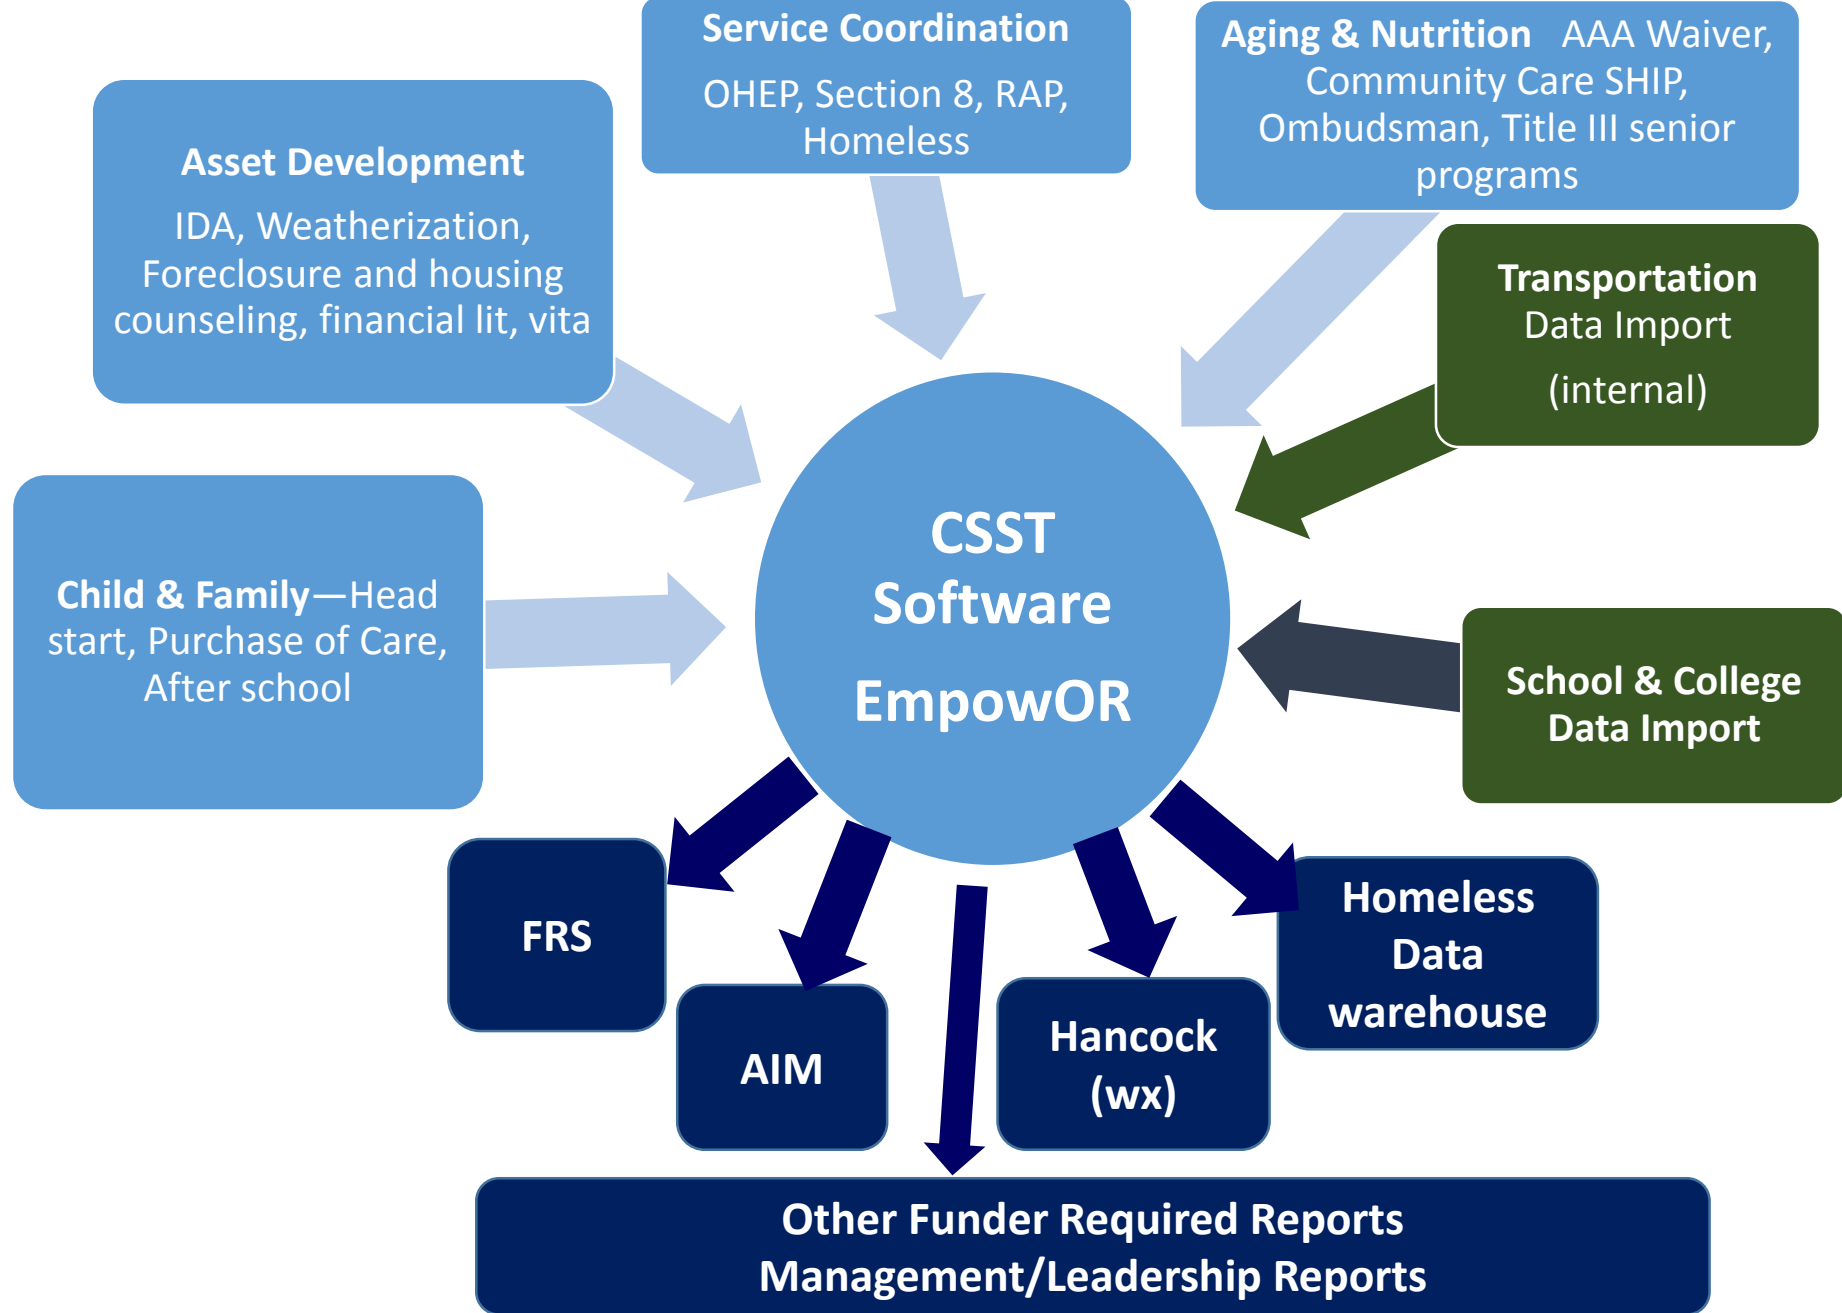 Service Coordination
OHEP, Section 8, RAP,
Homeless
Aging & Nutrition AAA Waiver,
Community Care SHIP,
Ombudsman, Title III senior
programs
Asset Development
IDA, Weatherization,
Foreclosure and housing
counseling, financial lit, vita
Transportation
Data Import
(internal)
Child & Family—Head
start, Purchase of Care,
After school
CSST
Software
EmpowOR
School & College
Data Import
FRS
AIM
Hancock
(wx)
Homeless
Data
warehouse
Other Funder Required Reports
Management/Leadership Reports